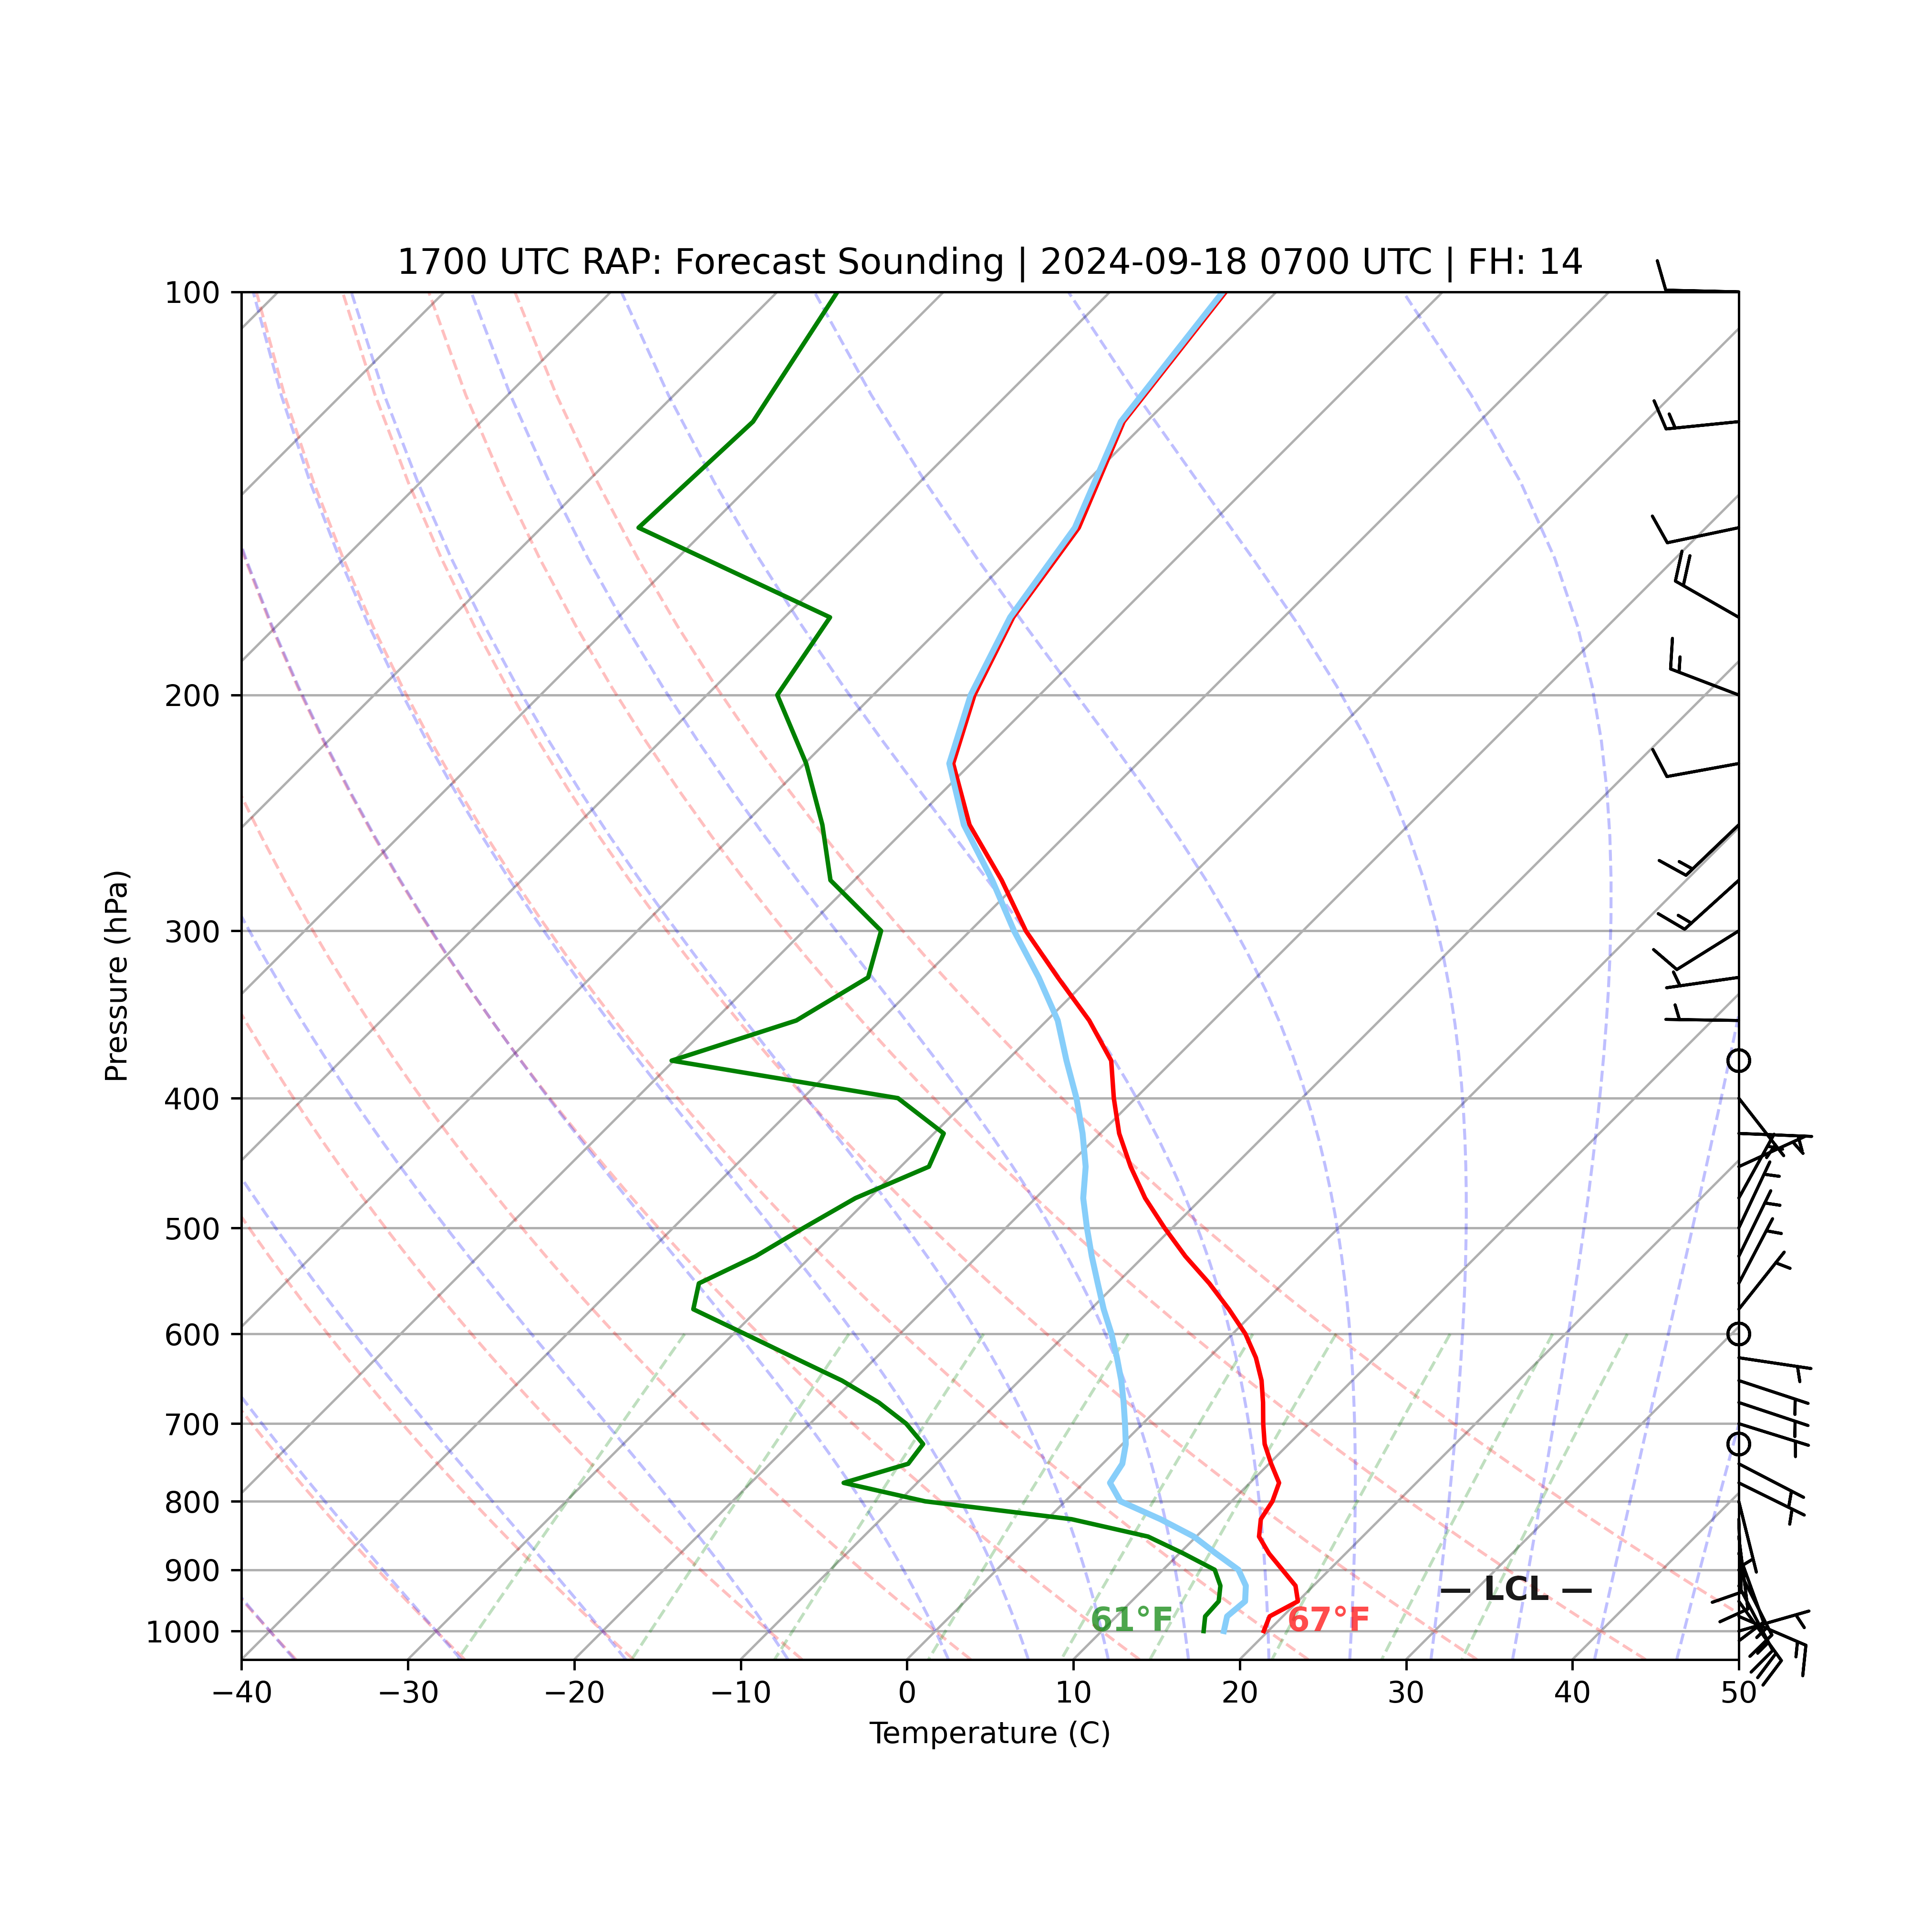 1700 UTC RAP: Forecast Sounding | 2024-09-18 0700 UTC | FH: 14
100
200
300
400
500
600
700
800
900
1000
Pressure (hPa)
— LCL —
61°F
67°F
−40 −30 −20 −10 0 10 20 30 40 50
Temperature (C)